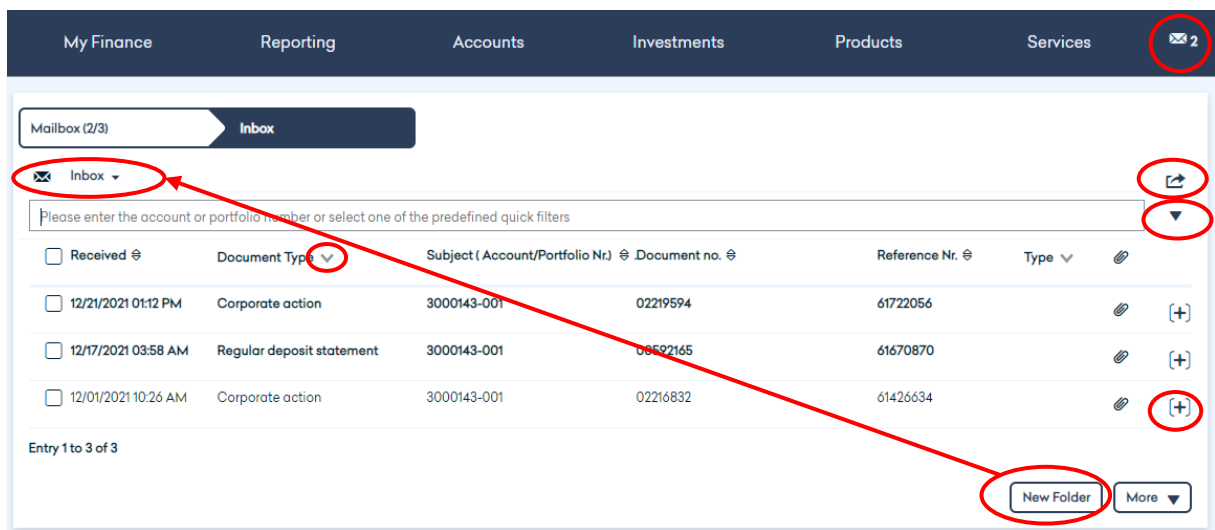 My Finance Reporting Accounts Investments Products Services 2
Mailbox (2/3) Inbox
Inbox
Please enter the account or portfolio number or select one of the predefined quick filters
Received Document Type Subject ( Account/Portfolio Nr.) Document no. Reference Nr. Type
12/21/2021 01:12 PM Corporate action 3000143-001 02219594 61722056 [+]
12/17/2021 03:58 AM Regular deposit statement 3000143-001 00592165 61670870 [+]
12/01/2021 10:26 AM Corporate action 3000143-001 02216832 61426634 [+]
Entry 1 to 3 of 3
New Folder More